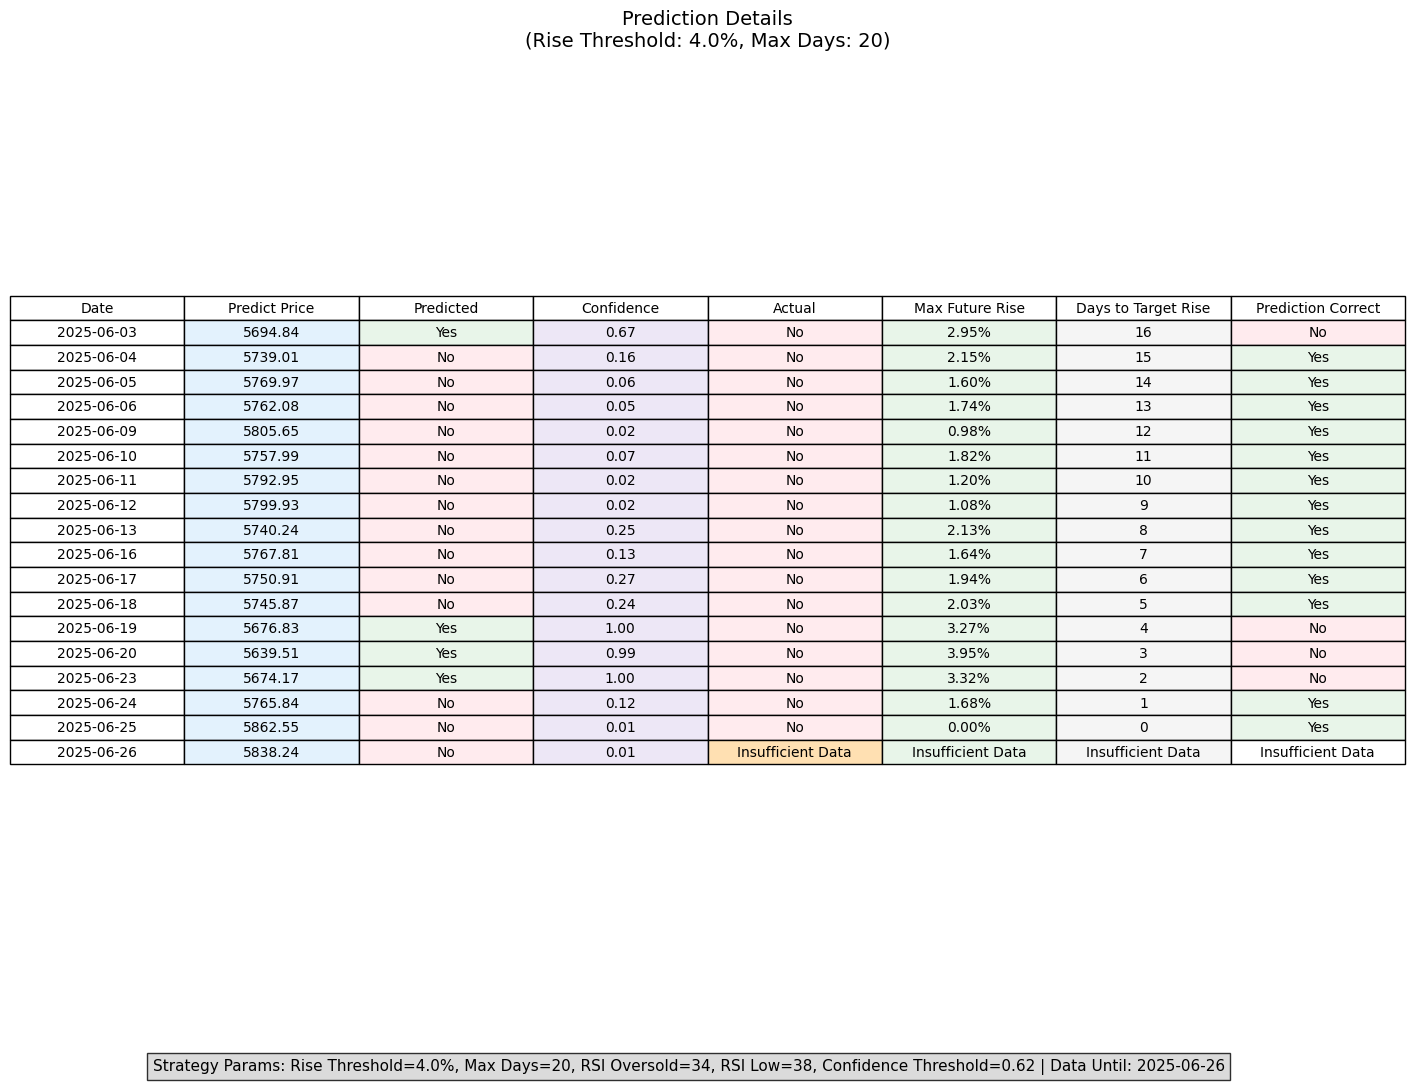 Prediction Details
(Rise Threshold: 4.0%, Max Days: 20)
Date Predict Price Predicted Confidence Actual Max Future Rise Days to Target Rise Prediction Correct
2025-06-03 5694.84 Yes 0.67 No 2.95% 16 No
2025-06-04 5739.01 No 0.16 No 2.15% 15 Yes
2025-06-05 5769.97 No 0.06 No 1.60% 14 Yes
2025-06-06 5762.08 No 0.05 No 1.74% 13 Yes
2025-06-09 5805.65 No 0.02 No 0.98% 12 Yes
2025-06-10 5757.99 No 0.07 No 1.82% 11 Yes
2025-06-11 5792.95 No 0.02 No 1.20% 10 Yes
2025-06-12 5799.93 No 0.02 No 1.08% 9 Yes
2025-06-13 5740.24 No 0.25 No 2.13% 8 Yes
2025-06-16 5767.81 No 0.13 No 1.64% 7 Yes
2025-06-17 5750.91 No 0.27 No 1.94% 6 Yes
2025-06-18 5745.87 No 0.24 No 2.03% 5 Yes
2025-06-19 5676.83 Yes 1.00 No 3.27% 4 No
2025-06-20 5639.51 Yes 0.99 No 3.95% 3 No
2025-06-23 5674.17 Yes 1.00 No 3.32% 2 No
2025-06-24 5765.84 No 0.12 No 1.68% 1 Yes
2025-06-25 5862.55 No 0.01 No 0.00% 0 Yes
2025-06-26 5838.24 No 0.01 Insufficient Data Insufficient Data Insufficient Data Insufficient Data
Strategy Params: Rise Threshold=4.0%, Max Days=20, RSI Oversold=34, RSI Low=38, Confidence Threshold=0.62 | Data Until: 2025-06-26